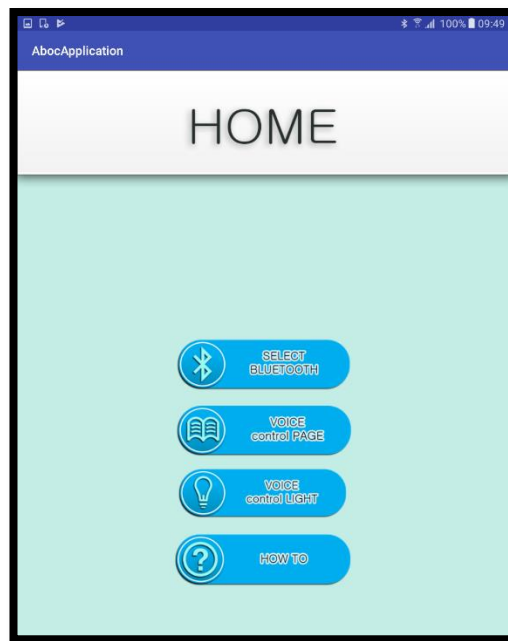 100% 09:49
AbocApplication
HOME
SELECT
BLUETOOTH
VOICE
control PAGE
VOICE
control LIGHT
HOW TO